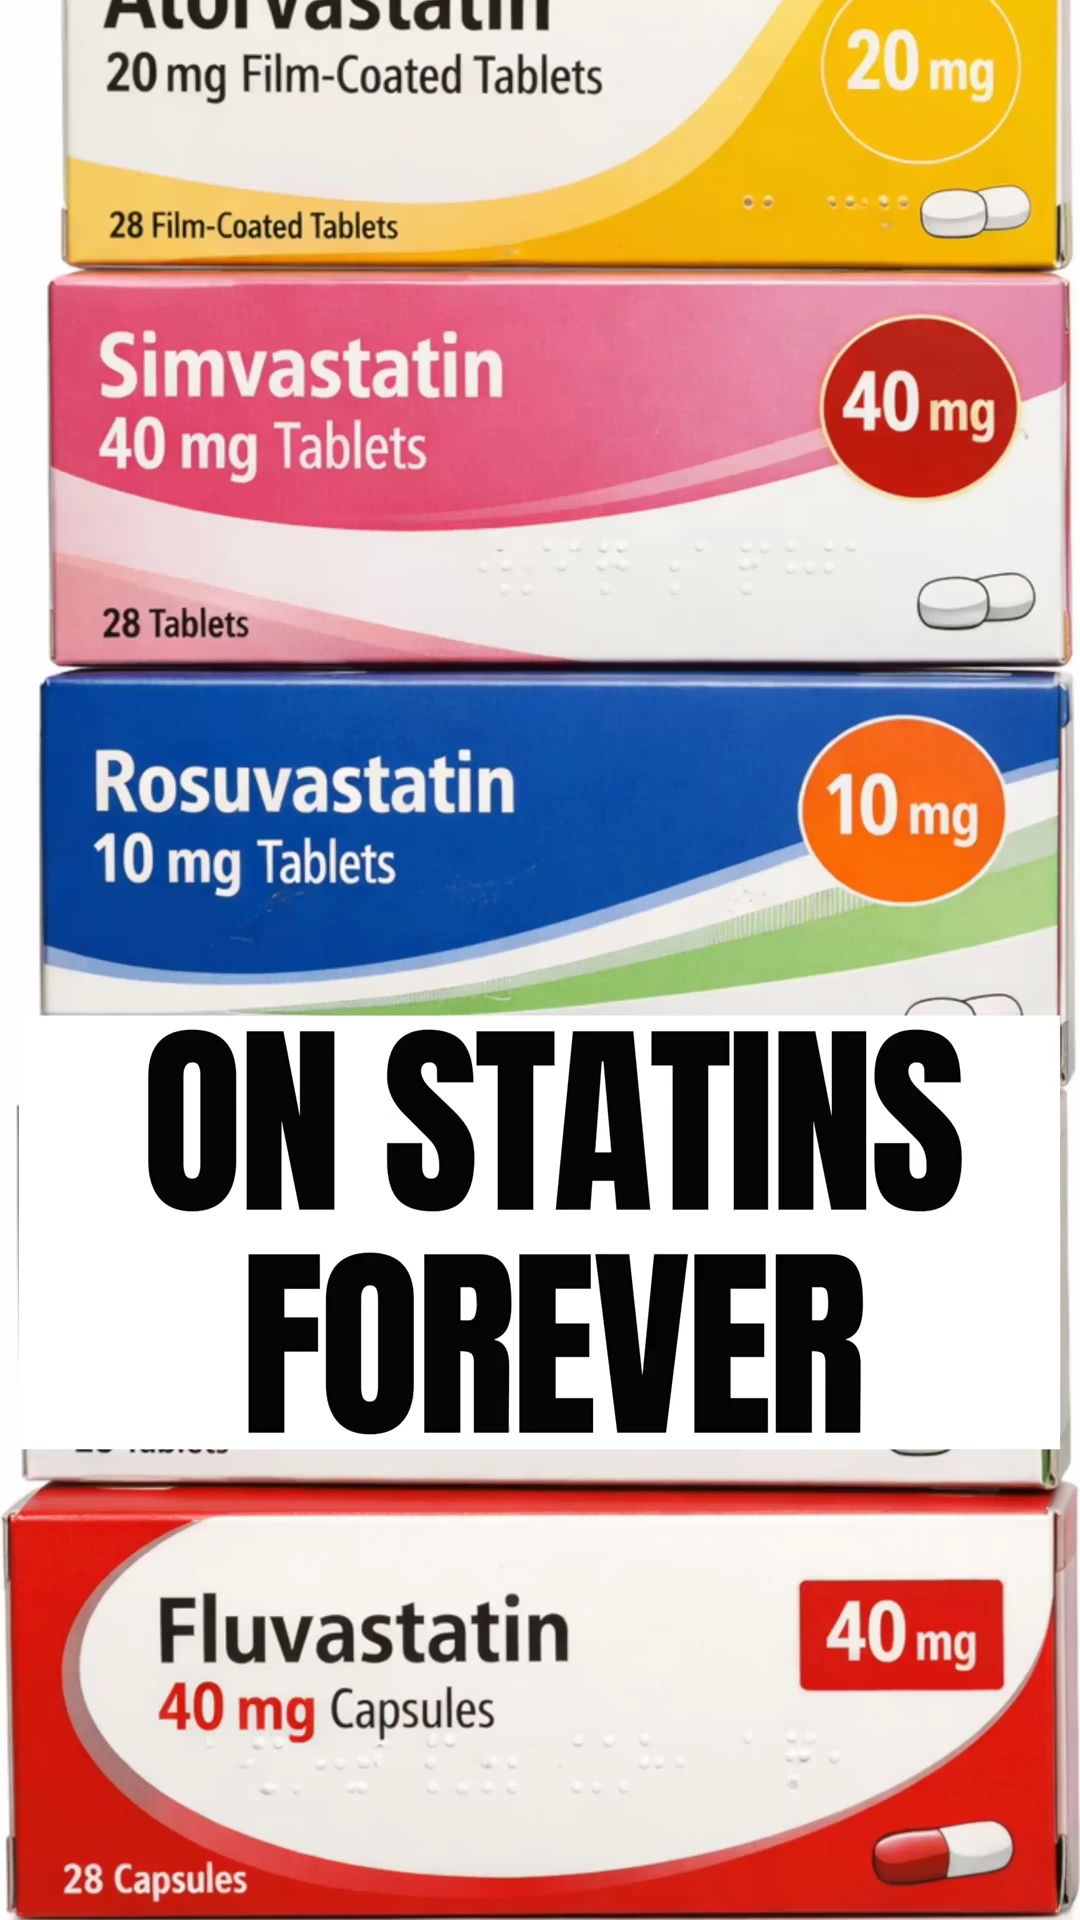 Atorvastatin
20 mg Film-Coated Tablets
20 mg
28 Film-Coated Tablets
Simvastatin
40 mg Tablets
40 mg
28 Tablets
Rosuvastatin
10 mg Tablets
10 mg
ON STATINS
FOREVER
Fluvastatin
40 mg Capsules
40 mg
28 Capsules